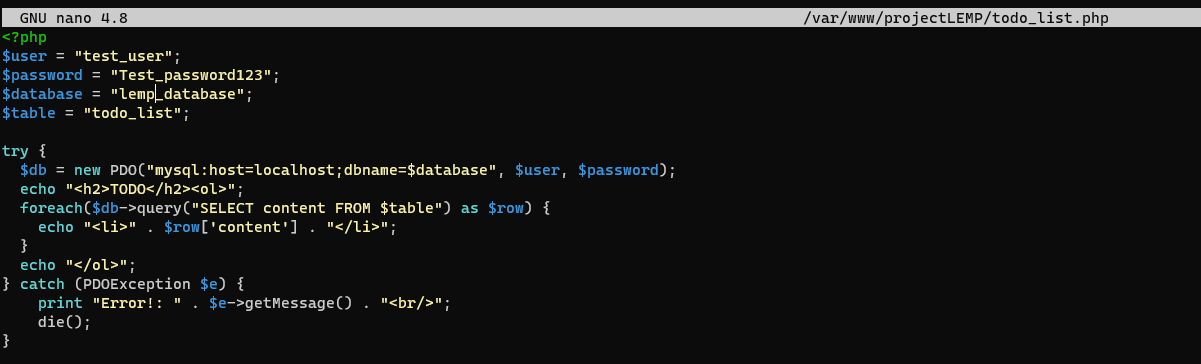 GNU nano 4.8 /var/www/projectLEMP/todo_list.php
<?php
$user = "test_user";
$password = "Test_password123";
$database = "lemp_database";
$table = "todo_list";

try {
  $db = new PDO("mysql:host=localhost;dbname=$database", $user, $password);
  echo "<h2>TODO</h2><ol>";
  foreach($db->query("SELECT content FROM $table") as $row) {
    echo "<li>" . $row['content'] . "</li>";
  }
  echo "</ol>";
} catch (PDOException $e) {
    print "Error!: " . $e->getMessage() . "<br/>";
    die();
}